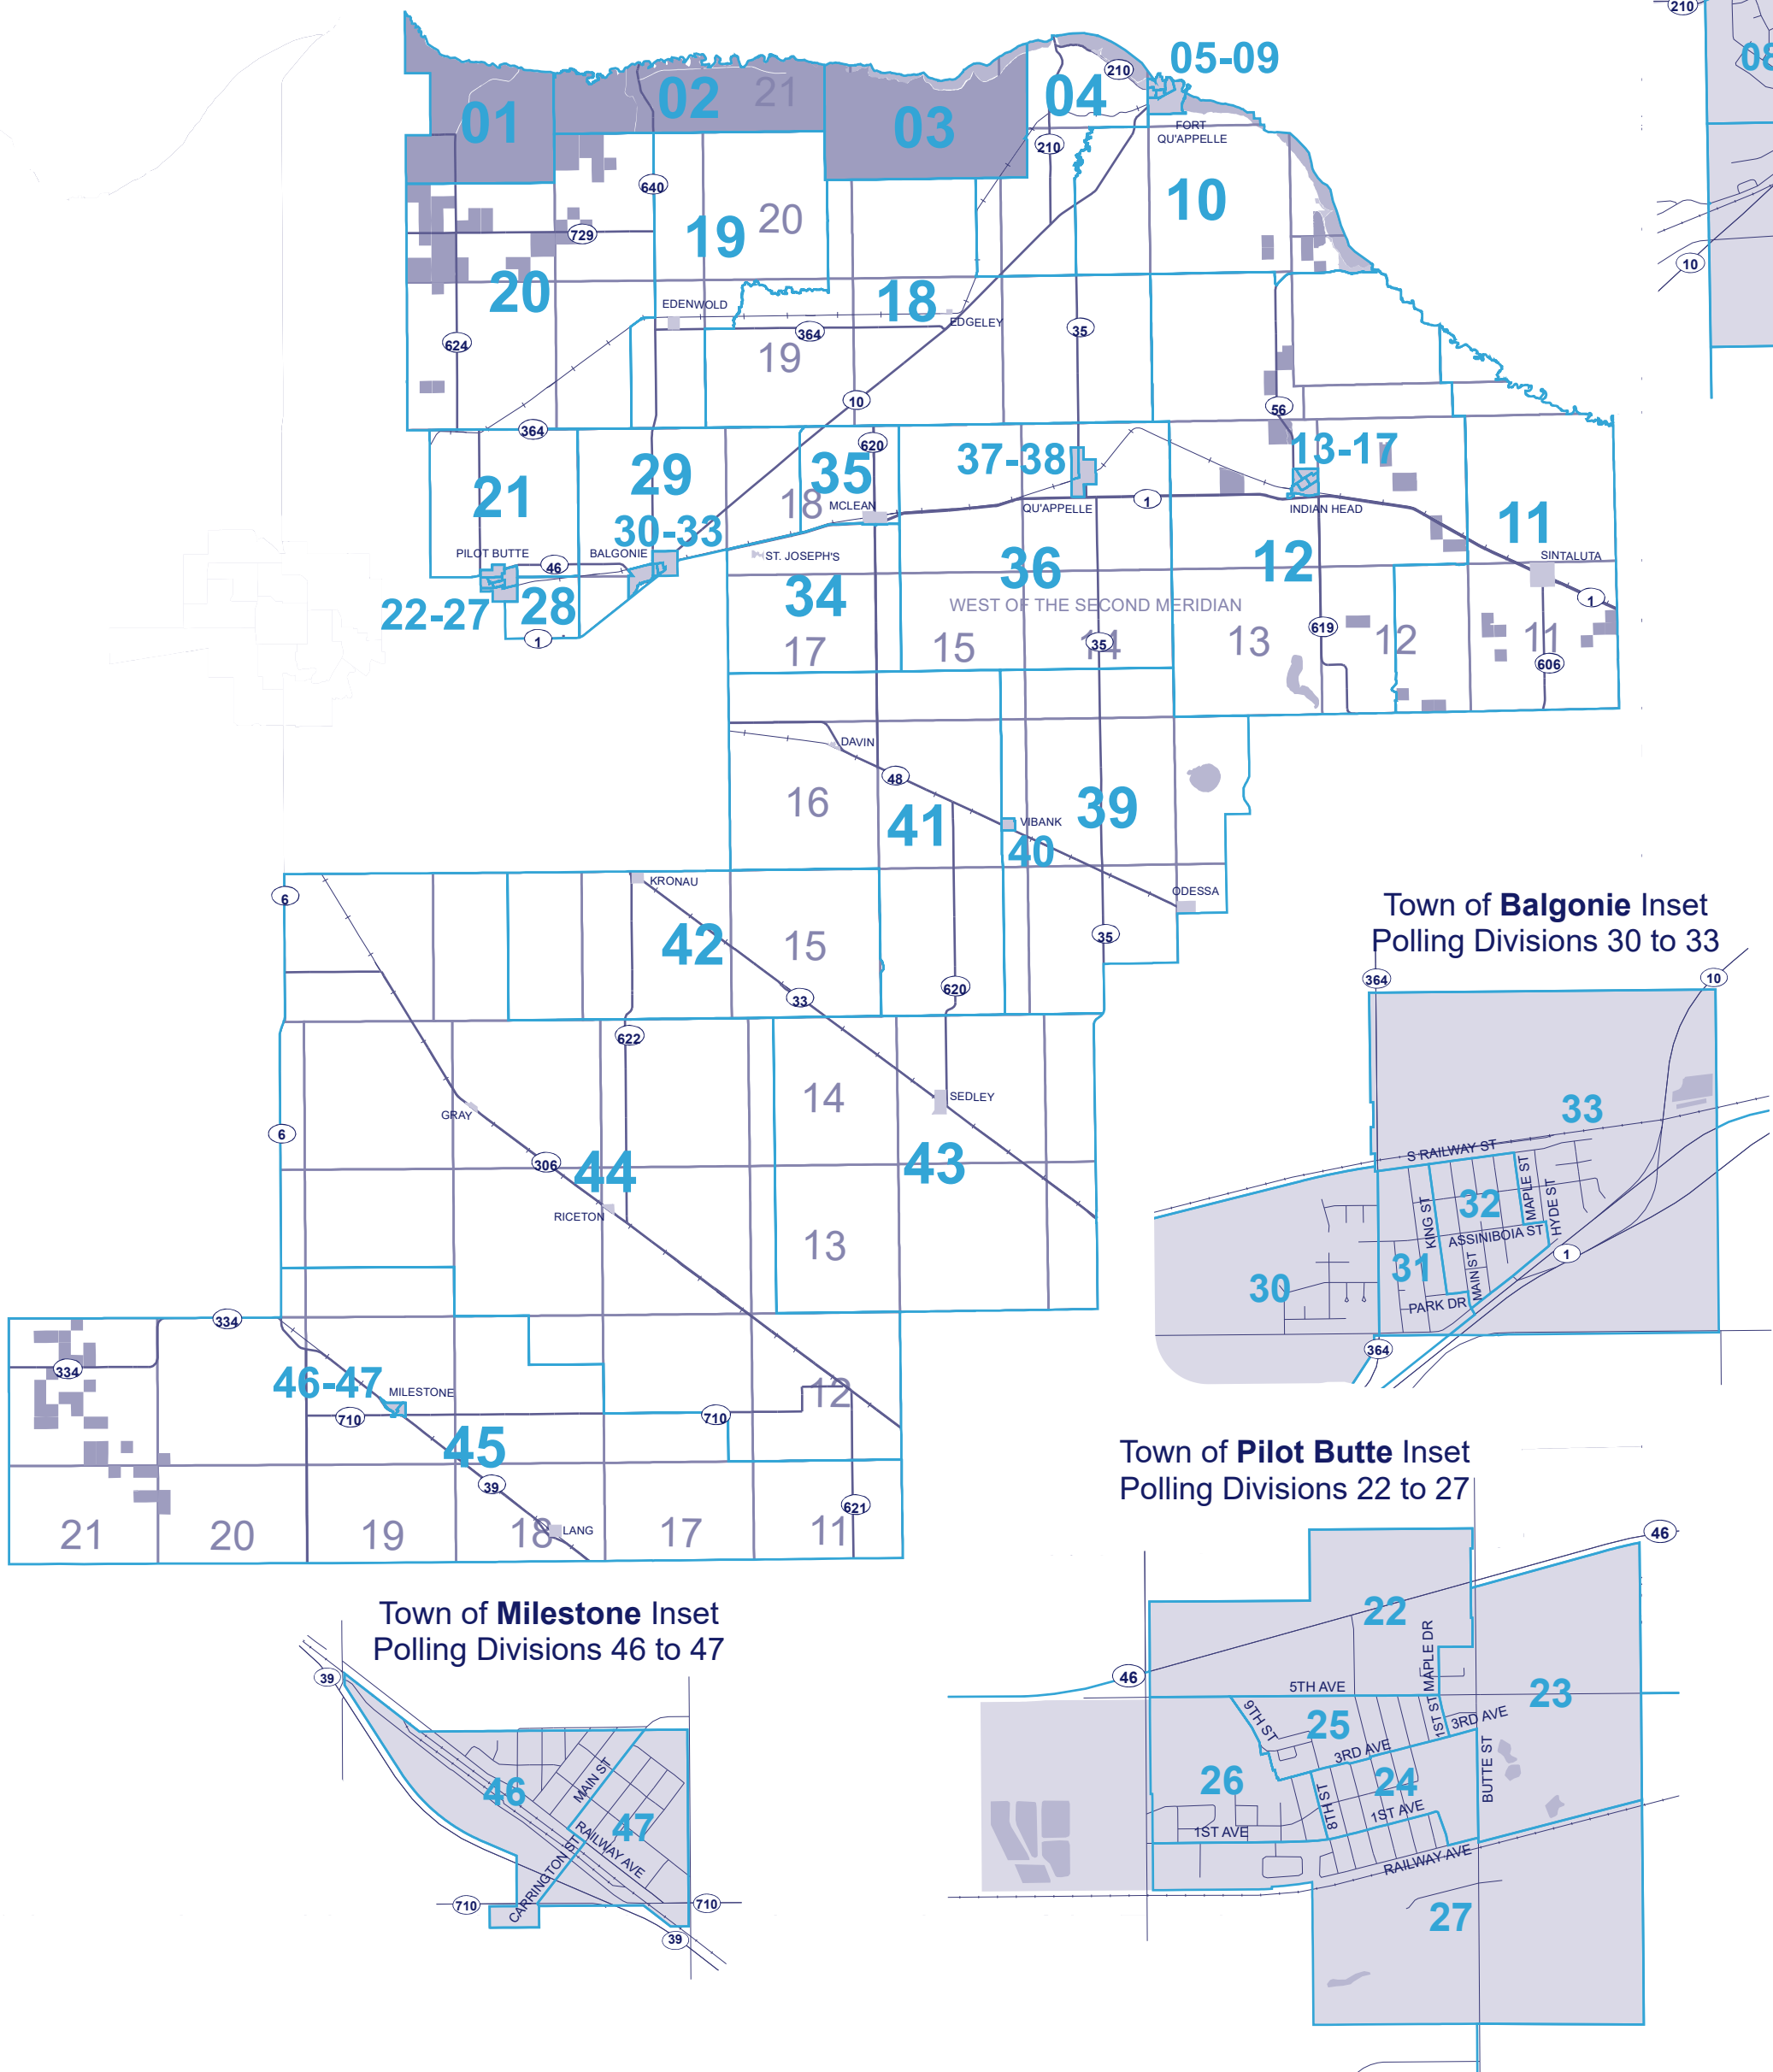 210
08
10
05-09
210
01
02
21
03
04
FORT
QU'APPELLE
210
640
10
729
19
20
20
EDENWOLD
18
EDGELEY
364
624
19
35
10
56
364
620
37-38
13-17
29
35
21
18
MCLEAN
1
QU'APPELLE
INDIAN HEAD
11
30-33
PILOT BUTTE
BALGONIE
ST. JOSEPH'S
SINTALUTA
46
36
12
22-27
28
34
WEST OF THE SECOND MERIDIAN
1
1
17
15
14
35
13
619
12
11
606
DAVIN
48
16
41
39
VIBANK
40
KRONAU
ODESSA
6
42
15
35
33
620
622
14
SEDLEY
GRAY
6
306
44
43
RICETON
13
334
334
46-47
MILESTONE
12
710
710
45
39
621
21
20
19
18
LANG
17
11
Town of Balgonie Inset
Polling Divisions 30 to 33
364
10
33
S RAILWAY ST
MAPLE ST
32
HYDE ST
KING ST
ASSINIBOIA ST
1
31
30
MAIN ST
PARK DR
364
Town of Pilot Butte Inset
Polling Divisions 22 to 27
46
22
MAPLE DR
46
5TH AVE
23
9TH ST
25
1ST ST
3RD AVE
3RD AVE
26
24
BUTTE ST
8TH ST
1ST AVE
1ST AVE
RAILWAY AVE
27
Town of Milestone Inset
Polling Divisions 46 to 47
39
46
MAIN ST
47
RAILWAY AVE
CARRINGTON ST
710
710
39